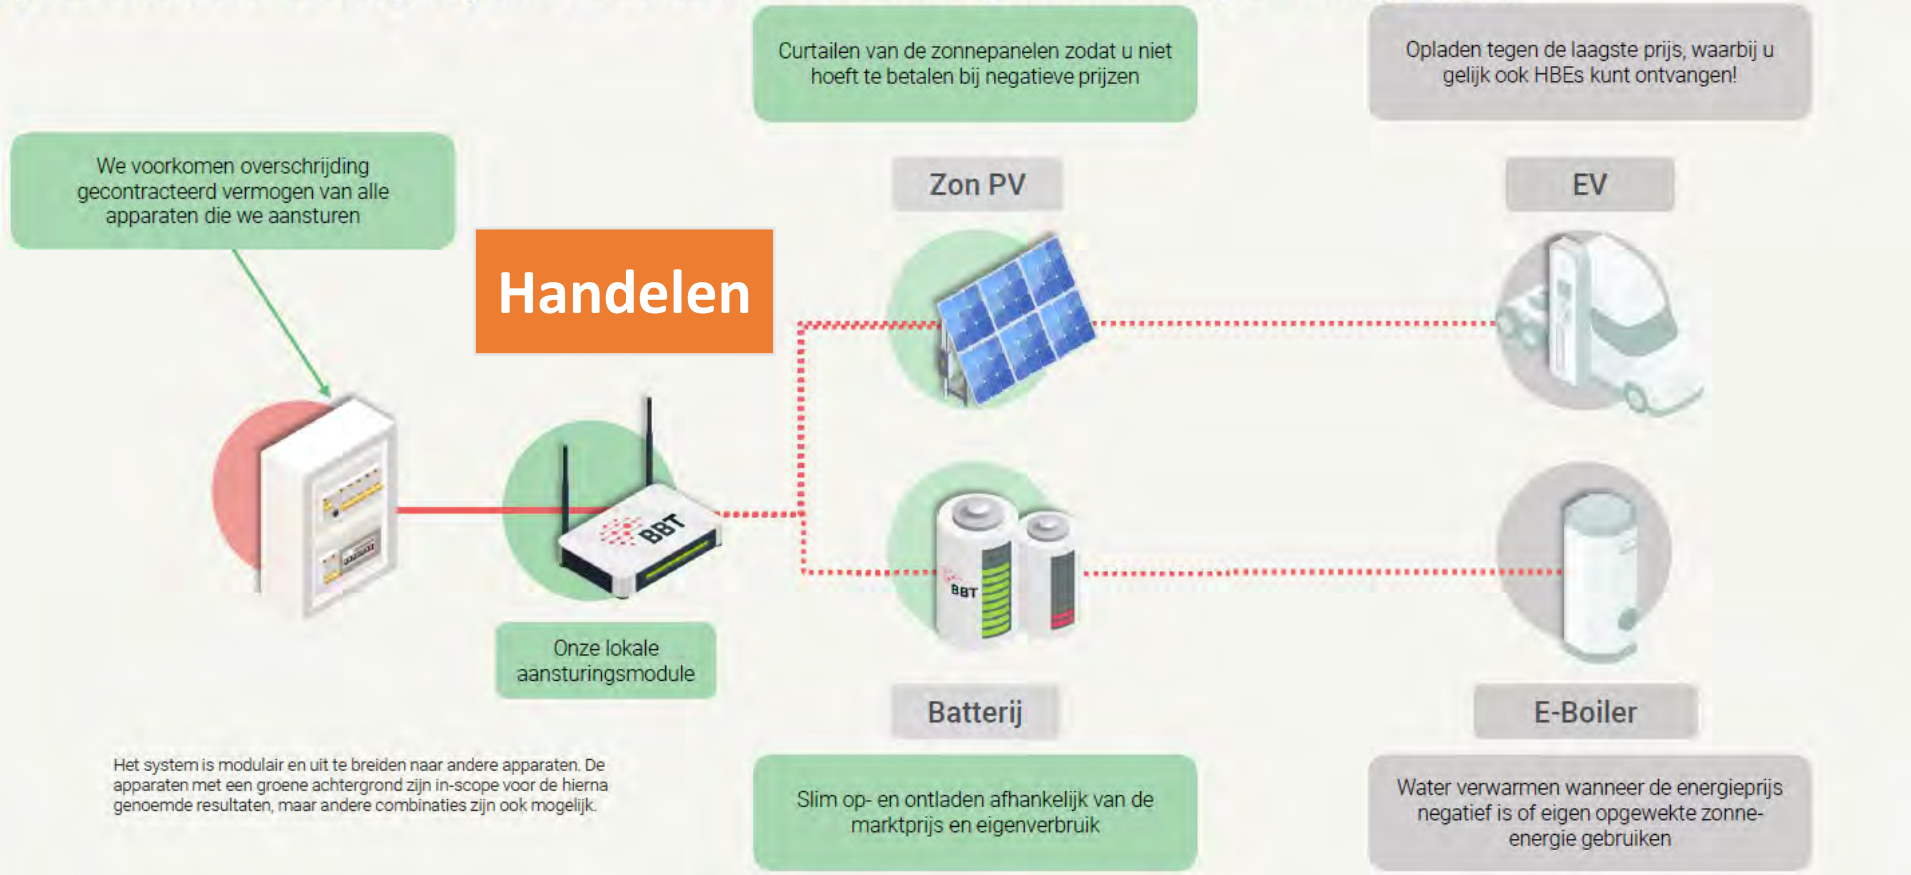 Curtailen van de zonnepanelen zodat u niet
hoeft te betalen bij negatieve prijzen
Opladen tegen de laagste prijs, waarbij u
gelijk ook HBEs kunt ontvangen!
We voorkomen overschrijding
gecontracteerd vermogen van alle
apparaten die we aansturen
Zon PV
EV
Handelen
BBT
BBT
Onze lokale
aansturingsmodule
Batterij
E-Boiler
Het system is modulair en uit te breiden naar andere apparaten. De
apparaten met een groene achtergrond zijn in-scope voor de hierna
genoemde resultaten, maar andere combinaties zijn ook mogelijk.
Slim op- en ontladen afhankelijk van de
marktprijs en eigenverbruik
Water verwarmen wanneer de energieprijs
negatief is of eigen opgewekte zonne-
energie gebruiken